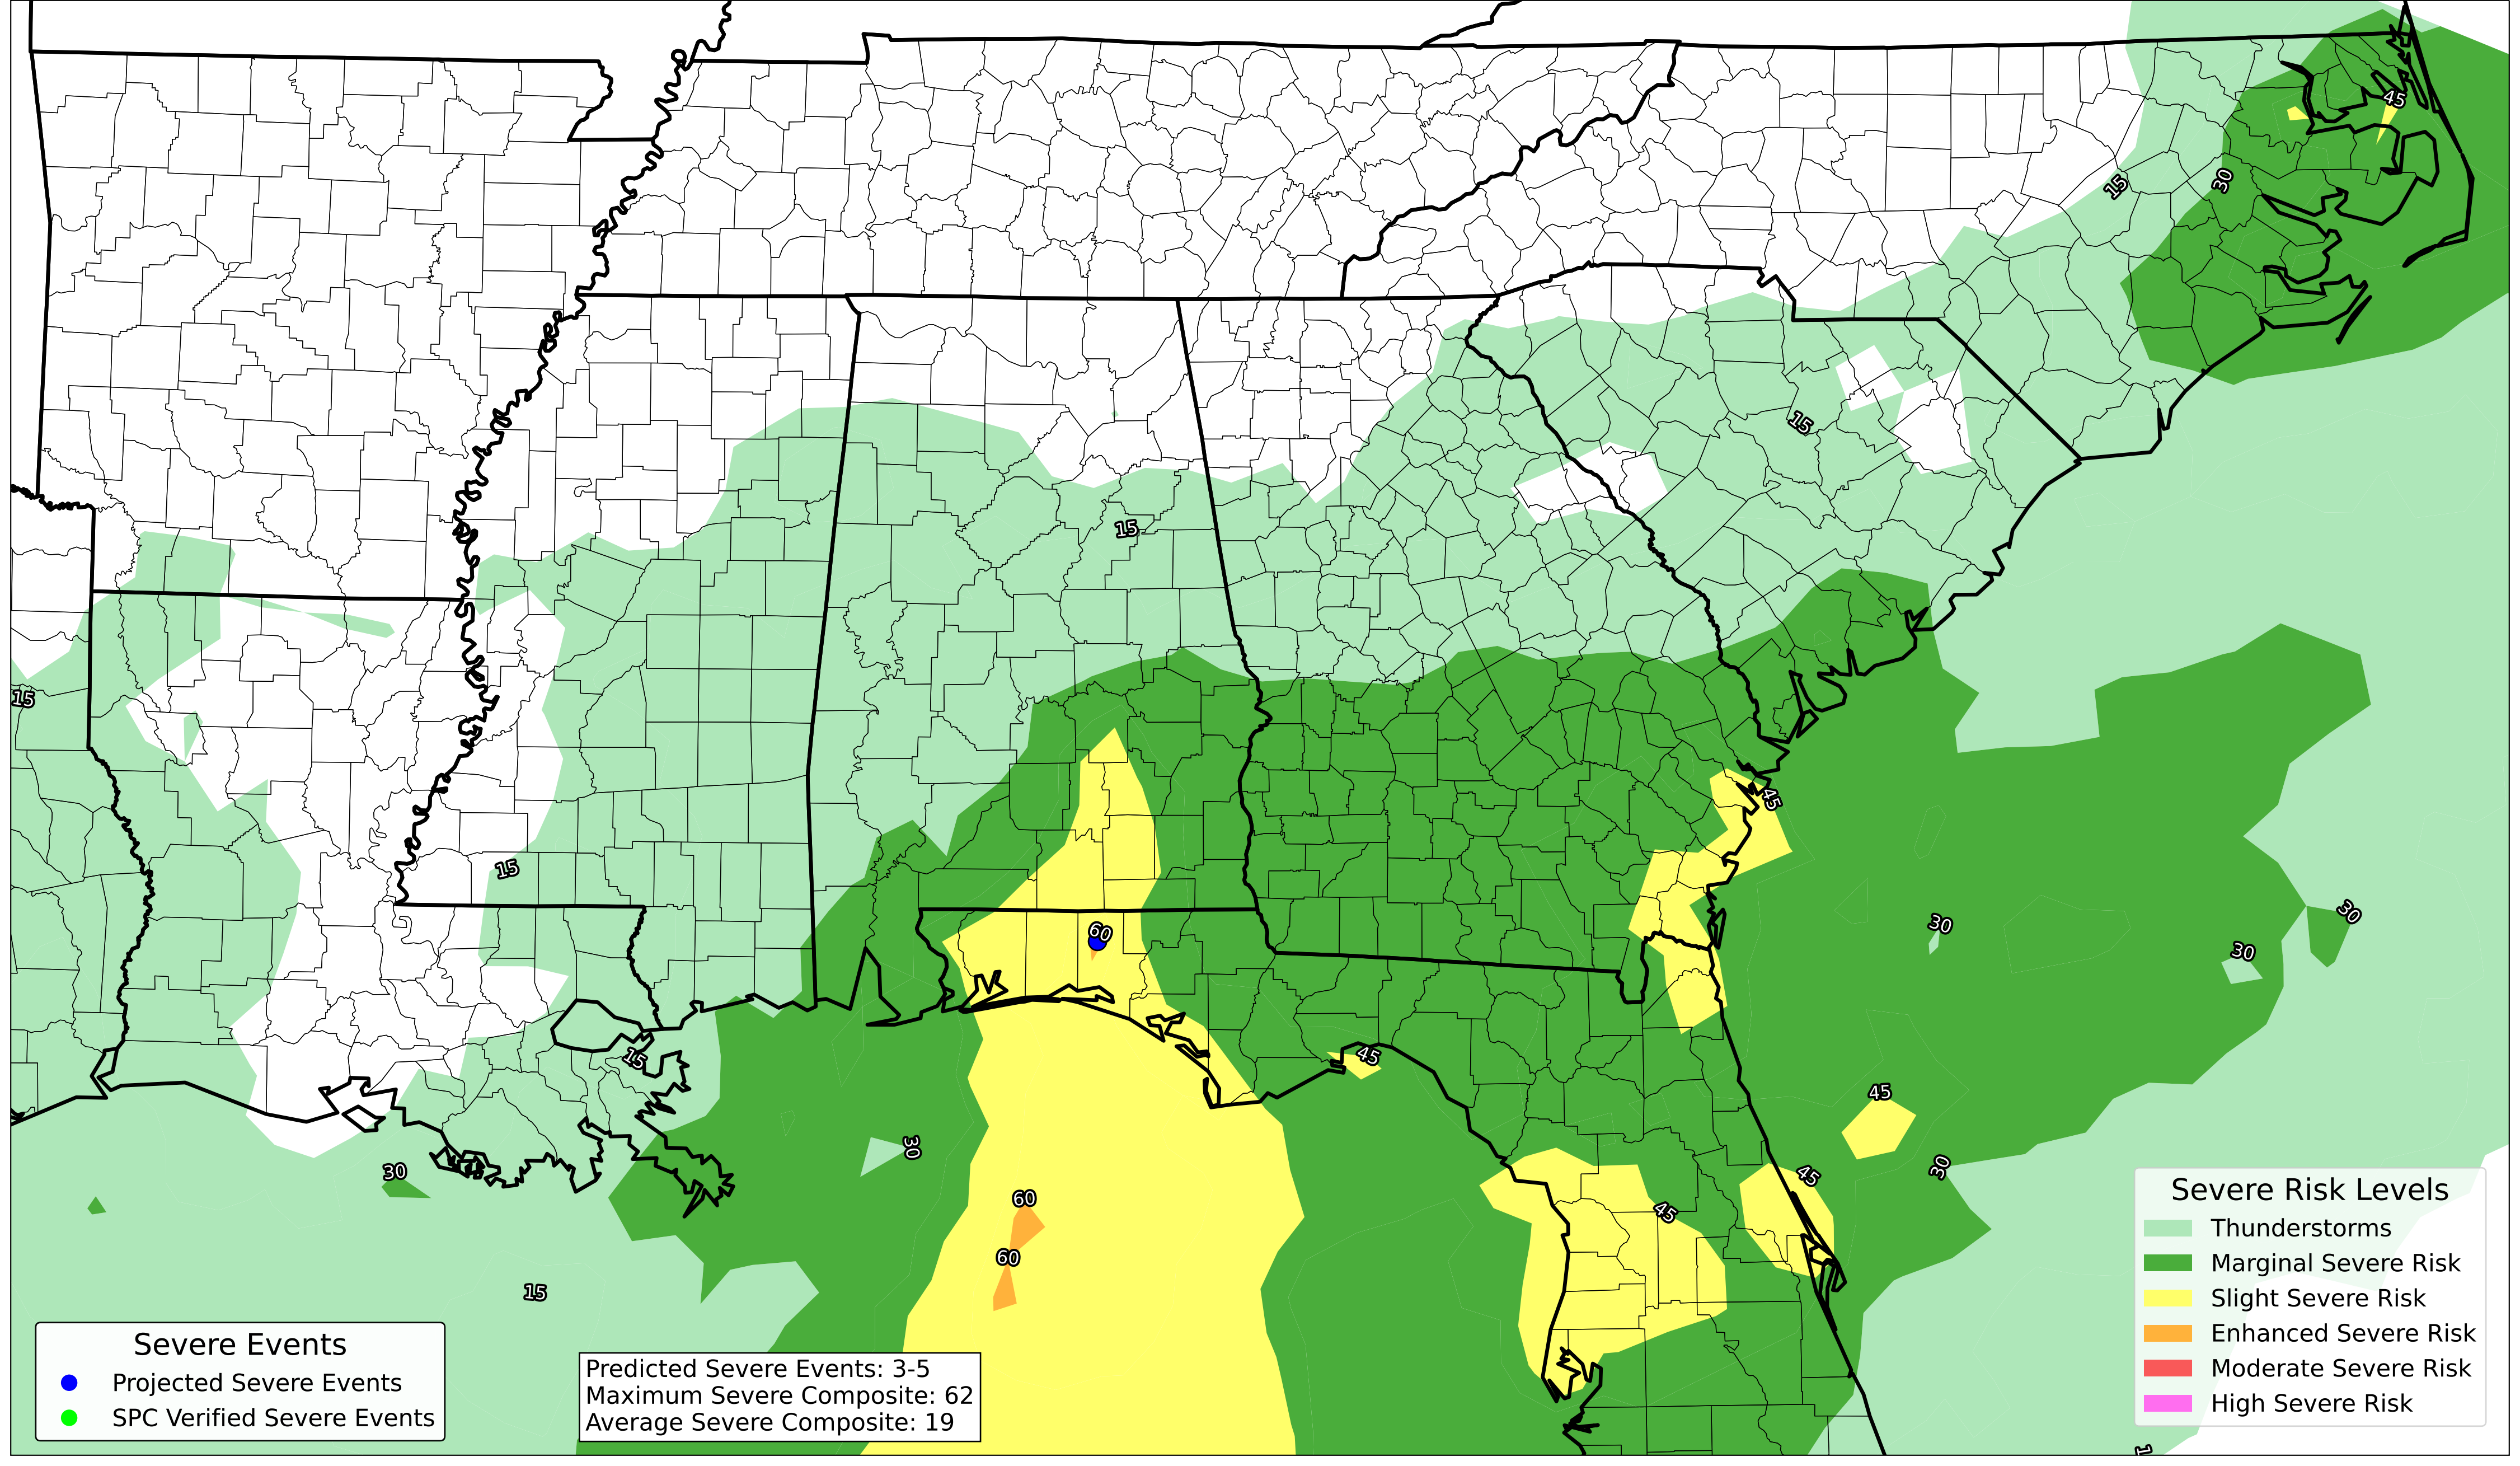 45
15
30
15
15
15
45
15
30
60
30
30
15
45
45
30
30
30
45
60
45
60
15
Severe Risk Levels
Thunderstorms
Marginal Severe Risk
Slight Severe Risk
Enhanced Severe Risk
Moderate Severe Risk
High Severe Risk
Severe Events
Projected Severe Events
SPC Verified Severe Events
Predicted Severe Events: 3-5
Maximum Severe Composite: 62
Average Severe Composite: 19